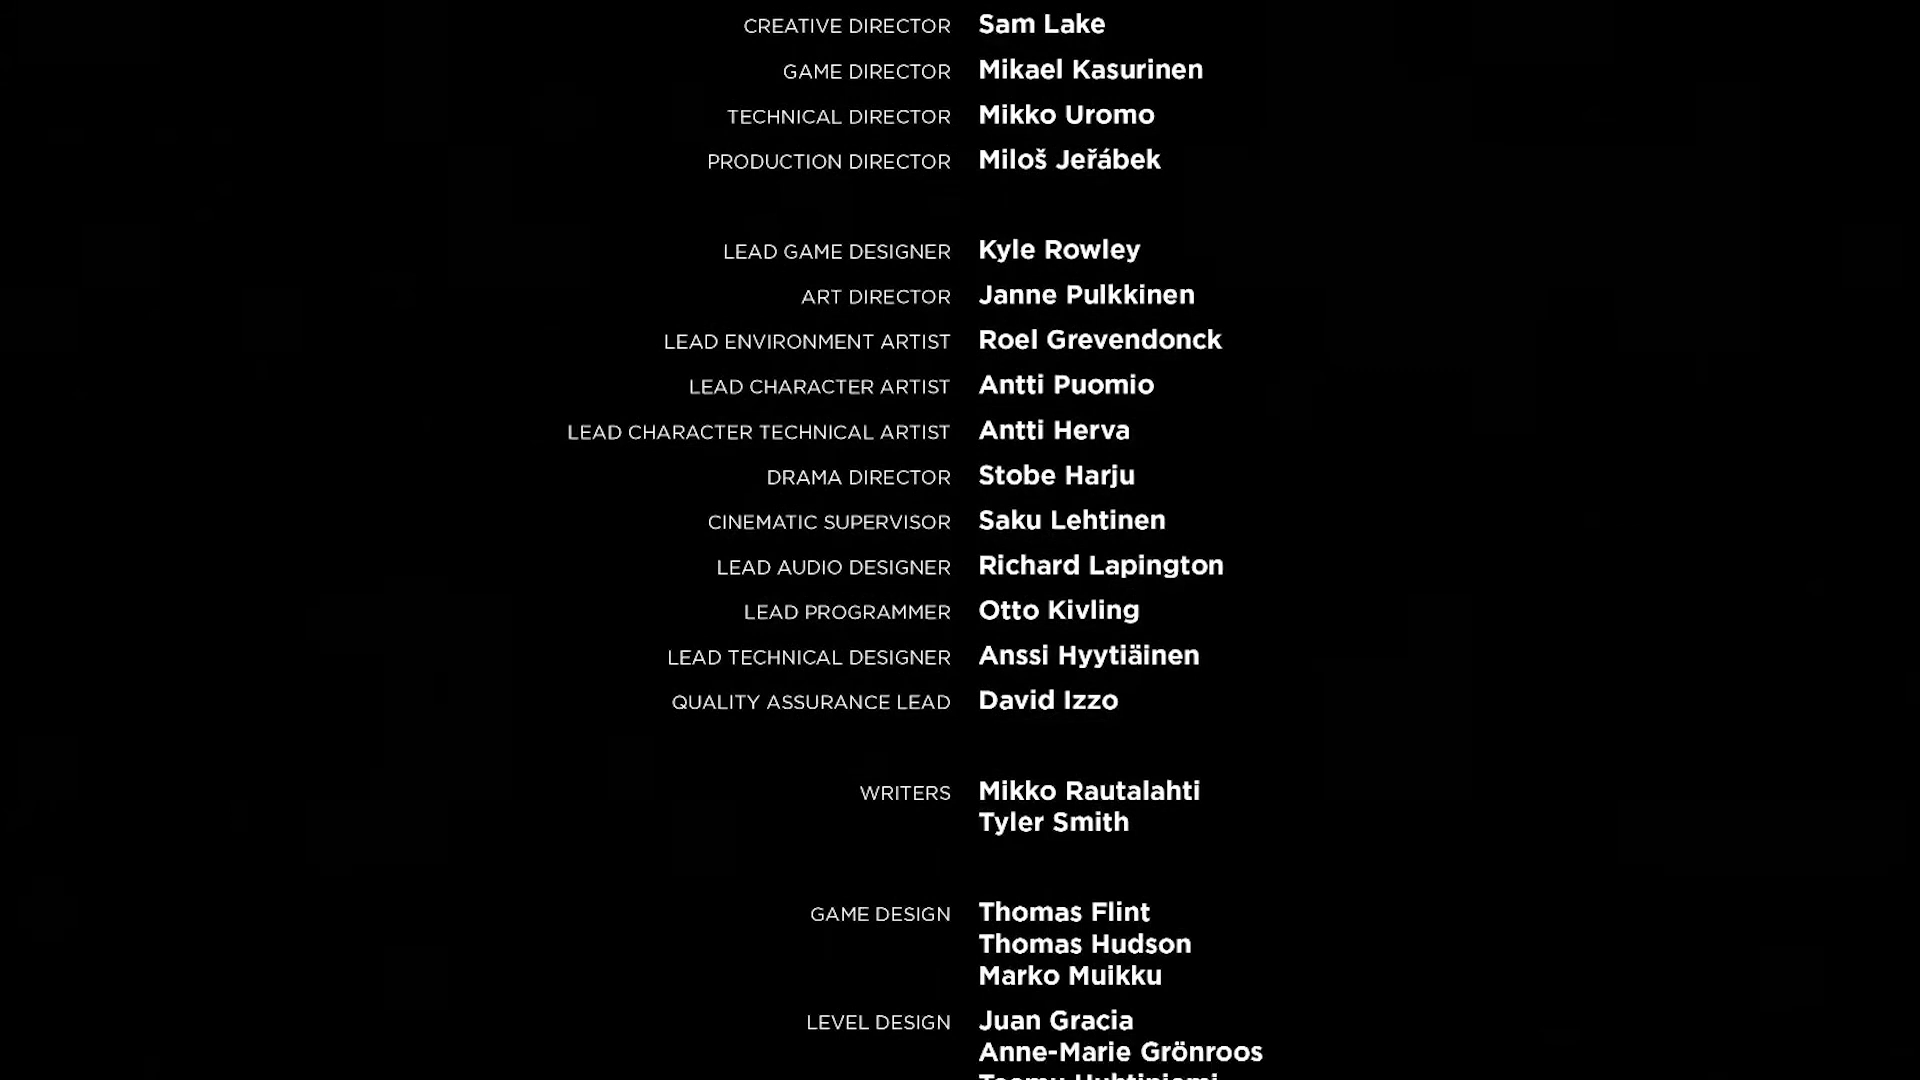 CREATIVE DIRECTOR Sam Lake
GAME DIRECTOR Mikael Kasurinen
TECHNICAL DIRECTOR Mikko Uromo
PRODUCTION DIRECTOR Miloš Jeřábek
LEAD GAME DESIGNER Kyle Rowley
ART DIRECTOR Janne Pulkkinen
LEAD ENVIRONMENT ARTIST Roel Grevendonck
LEAD CHARACTER ARTIST Antti Puomio
LEAD CHARACTER TECHNICAL ARTIST Antti Herva
DRAMA DIRECTOR Stobe Harju
CINEMATIC SUPERVISOR Saku Lehtinen
LEAD AUDIO DESIGNER Richard Lapington
LEAD PROGRAMMER Otto Kivling
LEAD TECHNICAL DESIGNER Anssi Hyytiäinen
QUALITY ASSURANCE LEAD David Izzo
WRITERS Mikko Rautalahti
Tyler Smith
GAME DESIGN Thomas Flint
Thomas Hudson
Marko Muikku
LEVEL DESIGN Juan Gracia
Anne-Marie Grönroos